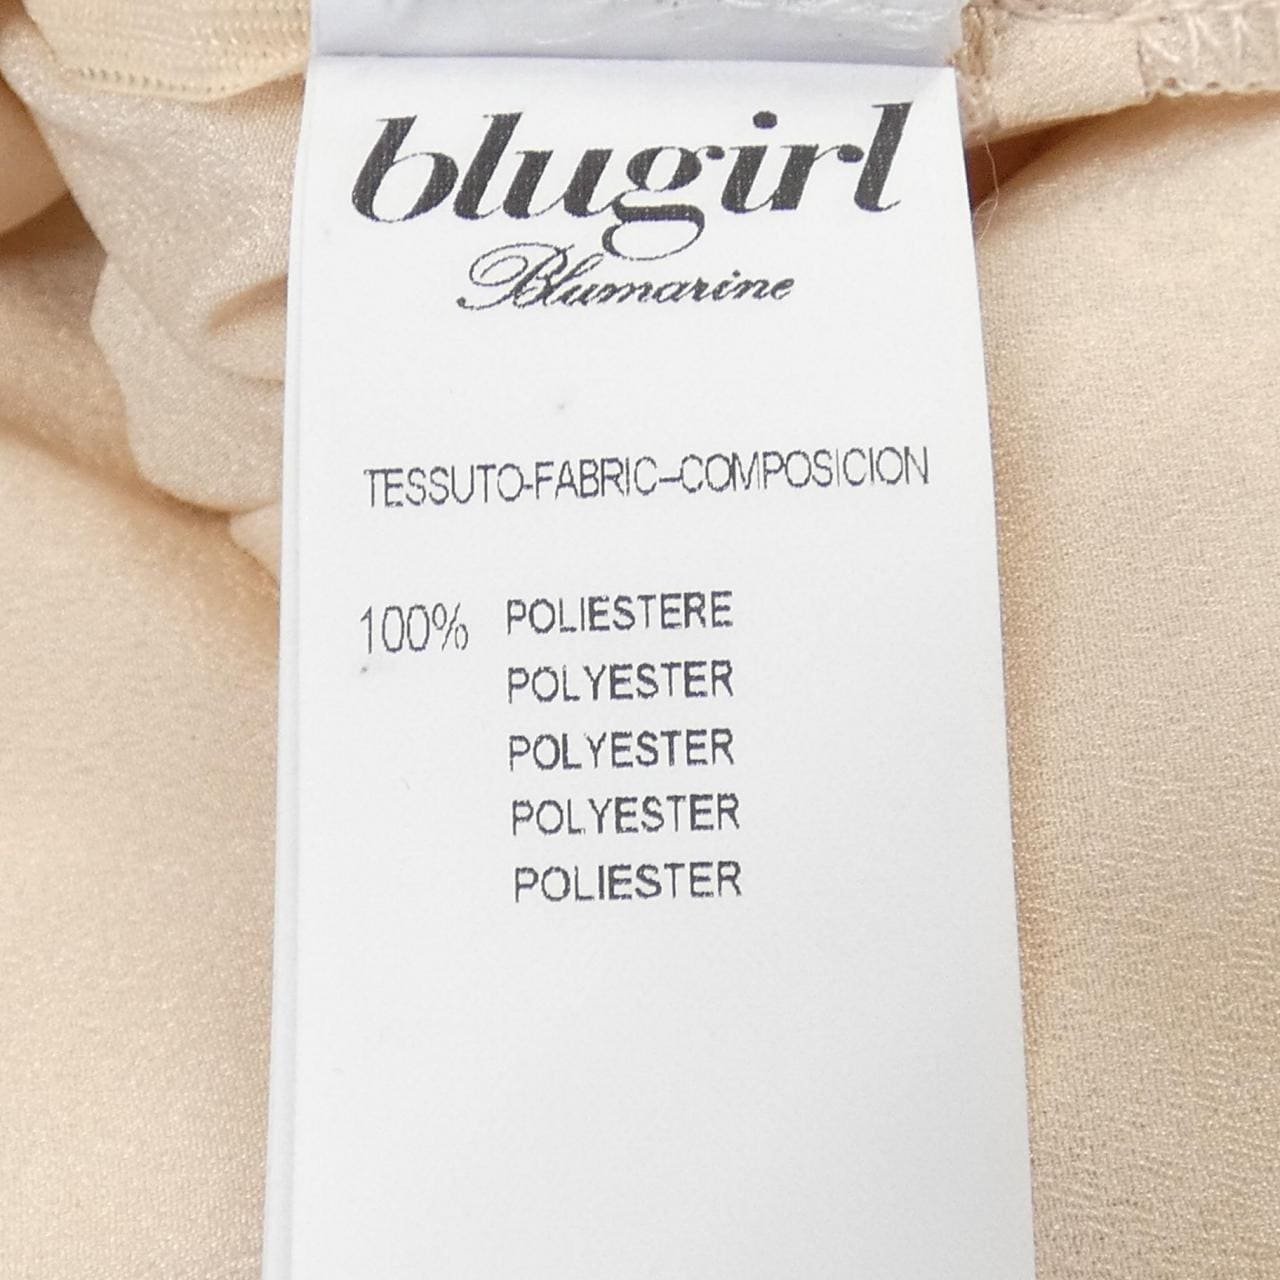 blugirl
Blumarine
TESSUTO-FABRIC–COMPOSICION
100% POLIESTERE
POLYESTER
POLYESTER
POLYESTER
POLIESTER